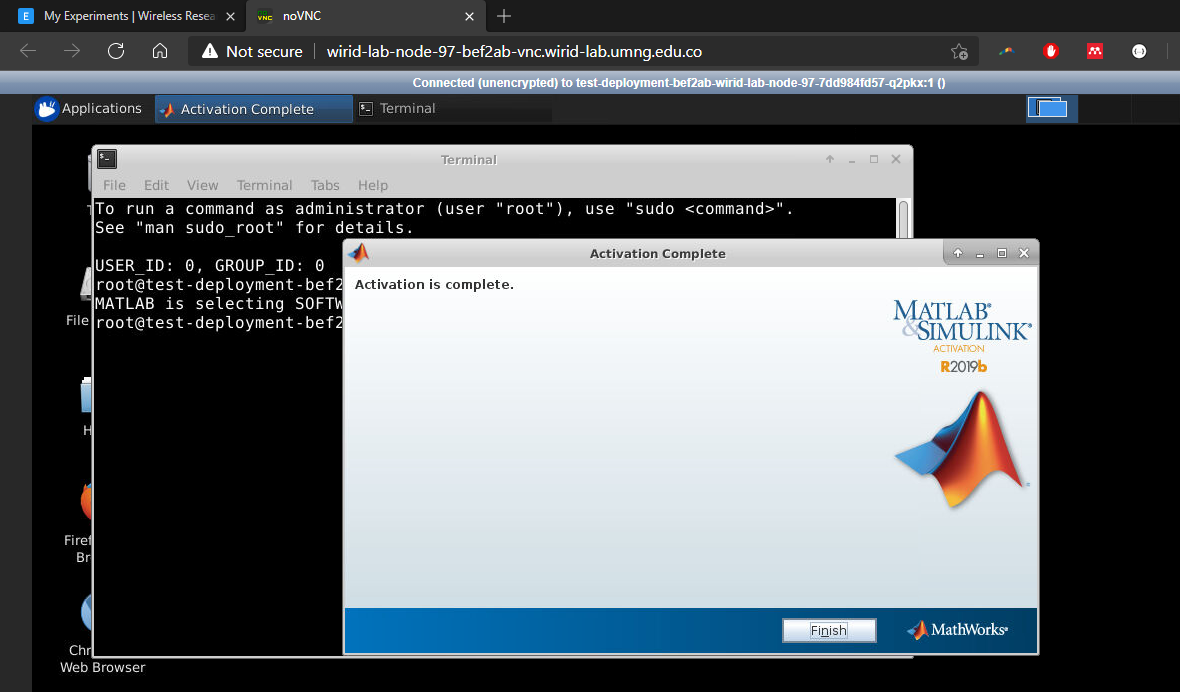 My Experiments | Wireless Resea
noVNC
Not secure
wirid-lab-node-97-bef2ab-vnc.wirid-lab.umng.edu.co
Connected (unencrypted) to test-deployment-bef2ab-wirid-lab-node-97-7dd984fd57-q2pkx:1 ()
Applications
Activation Complete
Terminal
Terminal
File Edit View Terminal Tabs Help
To run a command as administrator (user "root"), use "sudo <command>".
See "man sudo_root" for details.
USER_ID: 0, GROUP_ID: 0
root@test-deployment-bef2
MATLAB is selecting SOFTW
root@test-deployment-bef2
Activation Complete
Activation is complete.
MATLAB®
&SIMULINK®
ACTIVATION
R2019b
Finish
MathWorks®
File
H
Firef
Br
Chr
Web Browser